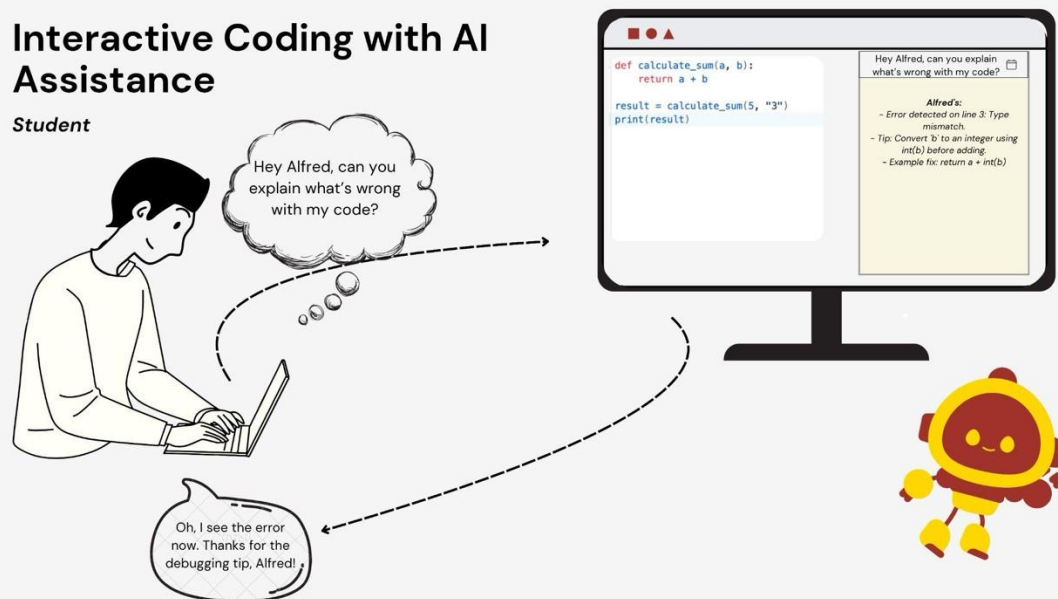 Interactive Coding with AI
Assistance
Student
Hey Alfred, can you
explain what's wrong
with my code?
def calculate_sum(a, b):
    return a + b
result = calculate_sum(5, "3")
print(result)
Hey Alfred, can you explain
what's wrong with my code?
Alfred's:
- Error detected on line 3: Type
mismatch.
- Tip: Convert 'b' to an integer using
int(b) before adding.
- Example fix: return a + int(b)
Oh, I see the error
now. Thanks for the
debugging tip, Alfred!